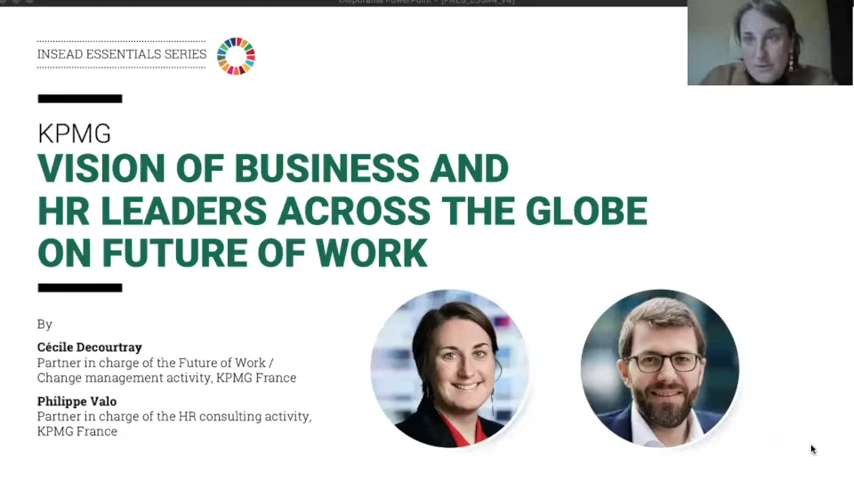 INSEAD ESSENTIALS SERIES
KPMG
VISION OF BUSINESS AND
HR LEADERS ACROSS THE GLOBE
ON FUTURE OF WORK
By
Cécile Decourtray
Partner in charge of the Future of Work /
Change management activity, KPMG France
Philippe Valo
Partner in charge of the HR consulting activity,
KPMG France